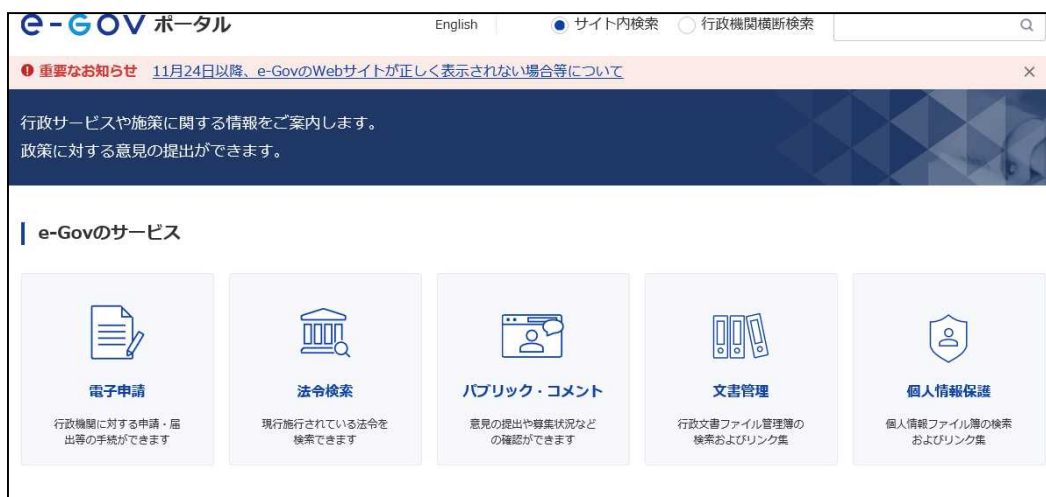 e-GOV ポータル
English
サイト内検索
行政機関横断検索
重要なお知らせ 11月24日以降、e-GovのWebサイトが正しく表示されない場合等について
行政サービスや施策に関する情報をご案内します。
政策に対する意見の提出ができます。
e-Govのサービス
電子申請
行政機関に対する申請・届
出等の手続ができます
法令検索
現行施行されている法令を
検索できます
パブリック・コメント
意見の提出や募集状況など
の確認ができます
文書管理
行政文書ファイル管理簿の
検索およびリンク集
個人情報保護
個人情報ファイル簿の検索
およびリンク集